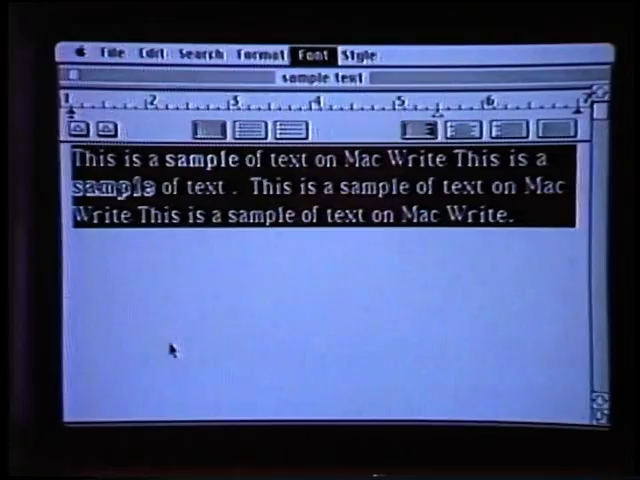 File Edit Search Format Font Style
sample text
1 2 3 4 5 6 7
This is a sample of text on Mac Write This is a
sample of text . This is a sample of text on Mac
Write This is a sample of text on Mac Write.